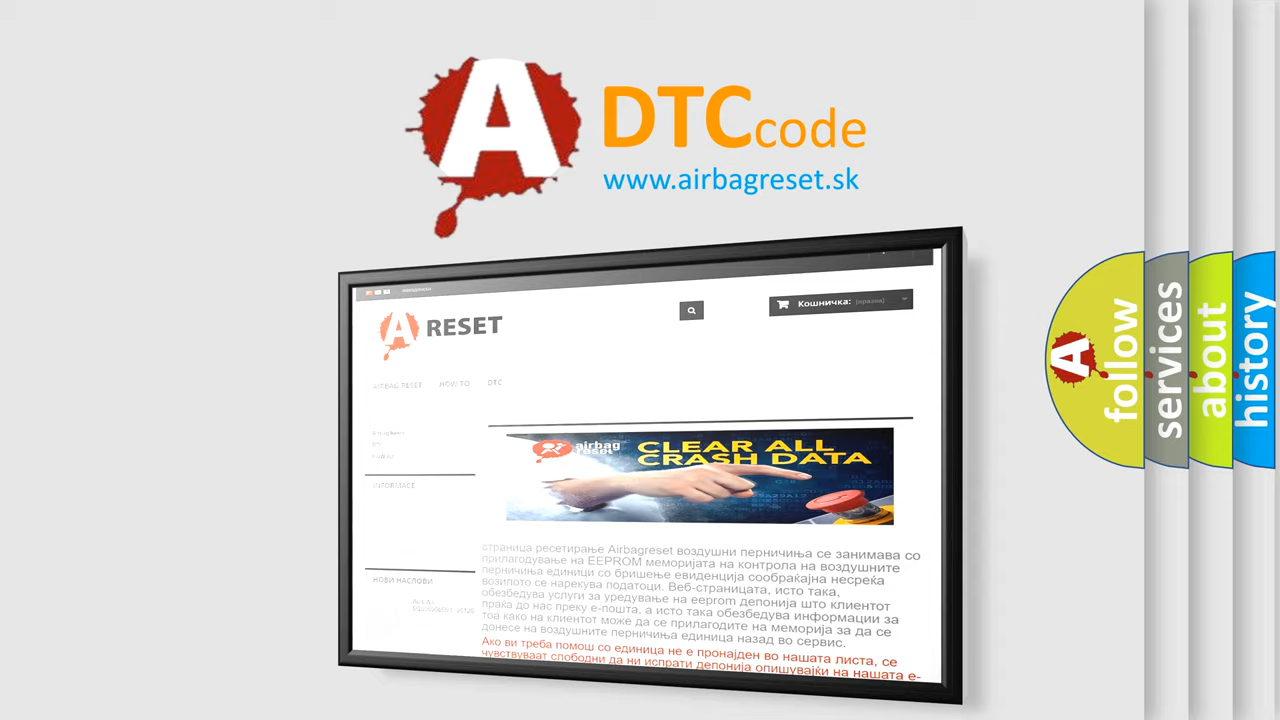 A
DTCcode
www.airbagreset.sk
Кошничка: (празна)
A RESET
AIRBAG RESET HOW TO DTC
airbag reset
CLEAR ALL
CRASH DATA
INFORMACE
НОВИ НАСЛОВИ
страница ресетирање Airbagreset воздушни перничиња се занимава со
прилагодување на EEPROM меморијата на контрола на воздушните
перничиња единици со бришење евиденција сообраќајна несреќа
возилото се нарекува податоци. Веб-страницата, исто така,
обезбедува услуги за уредување на eeprom депонија што клиентот
праќа до нас преку е-пошта, а исто така обезбедува информации за
тоа како на клиентот може да се прилагодите на меморија за да се
донесе на воздушните перничиња единица назад во сервис.
Ако ви треба помош со единица не е пронајден во нашата листа, се
чувствуваат слободни да ни испрати депонија опишувајќи на нашата е-
A follow
services
about
history